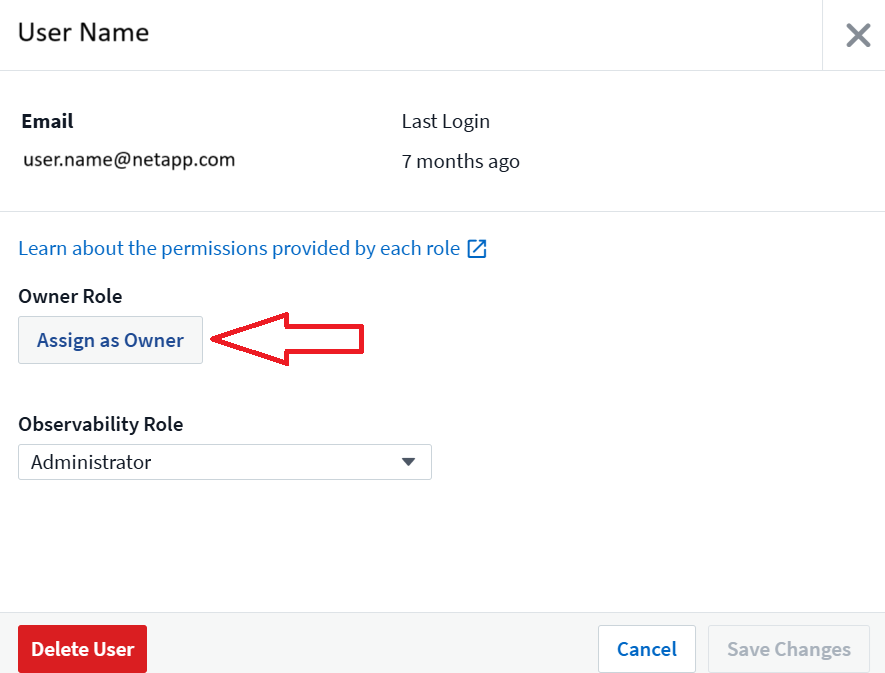 User Name
Email
Last Login
user.name@netapp.com
7 months ago
Learn about the permissions provided by each role
Owner Role
Assign as Owner
Observability Role
Administrator
Delete User
Cancel
Save Changes